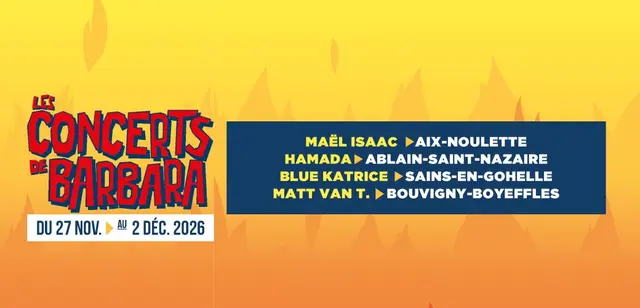 LES
CONCERTS
DE
BARBARA
DU 27 NOV. AU 2 DÉC. 2026
MAËL ISAAC AIX-NOULETTE
HAMADA ABLAIN-SAINT-NAZAIRE
BLUE KATRICE SAINS-EN-GOHELLE
MATT VAN T. BOUVIGNY-BOYEFFLES